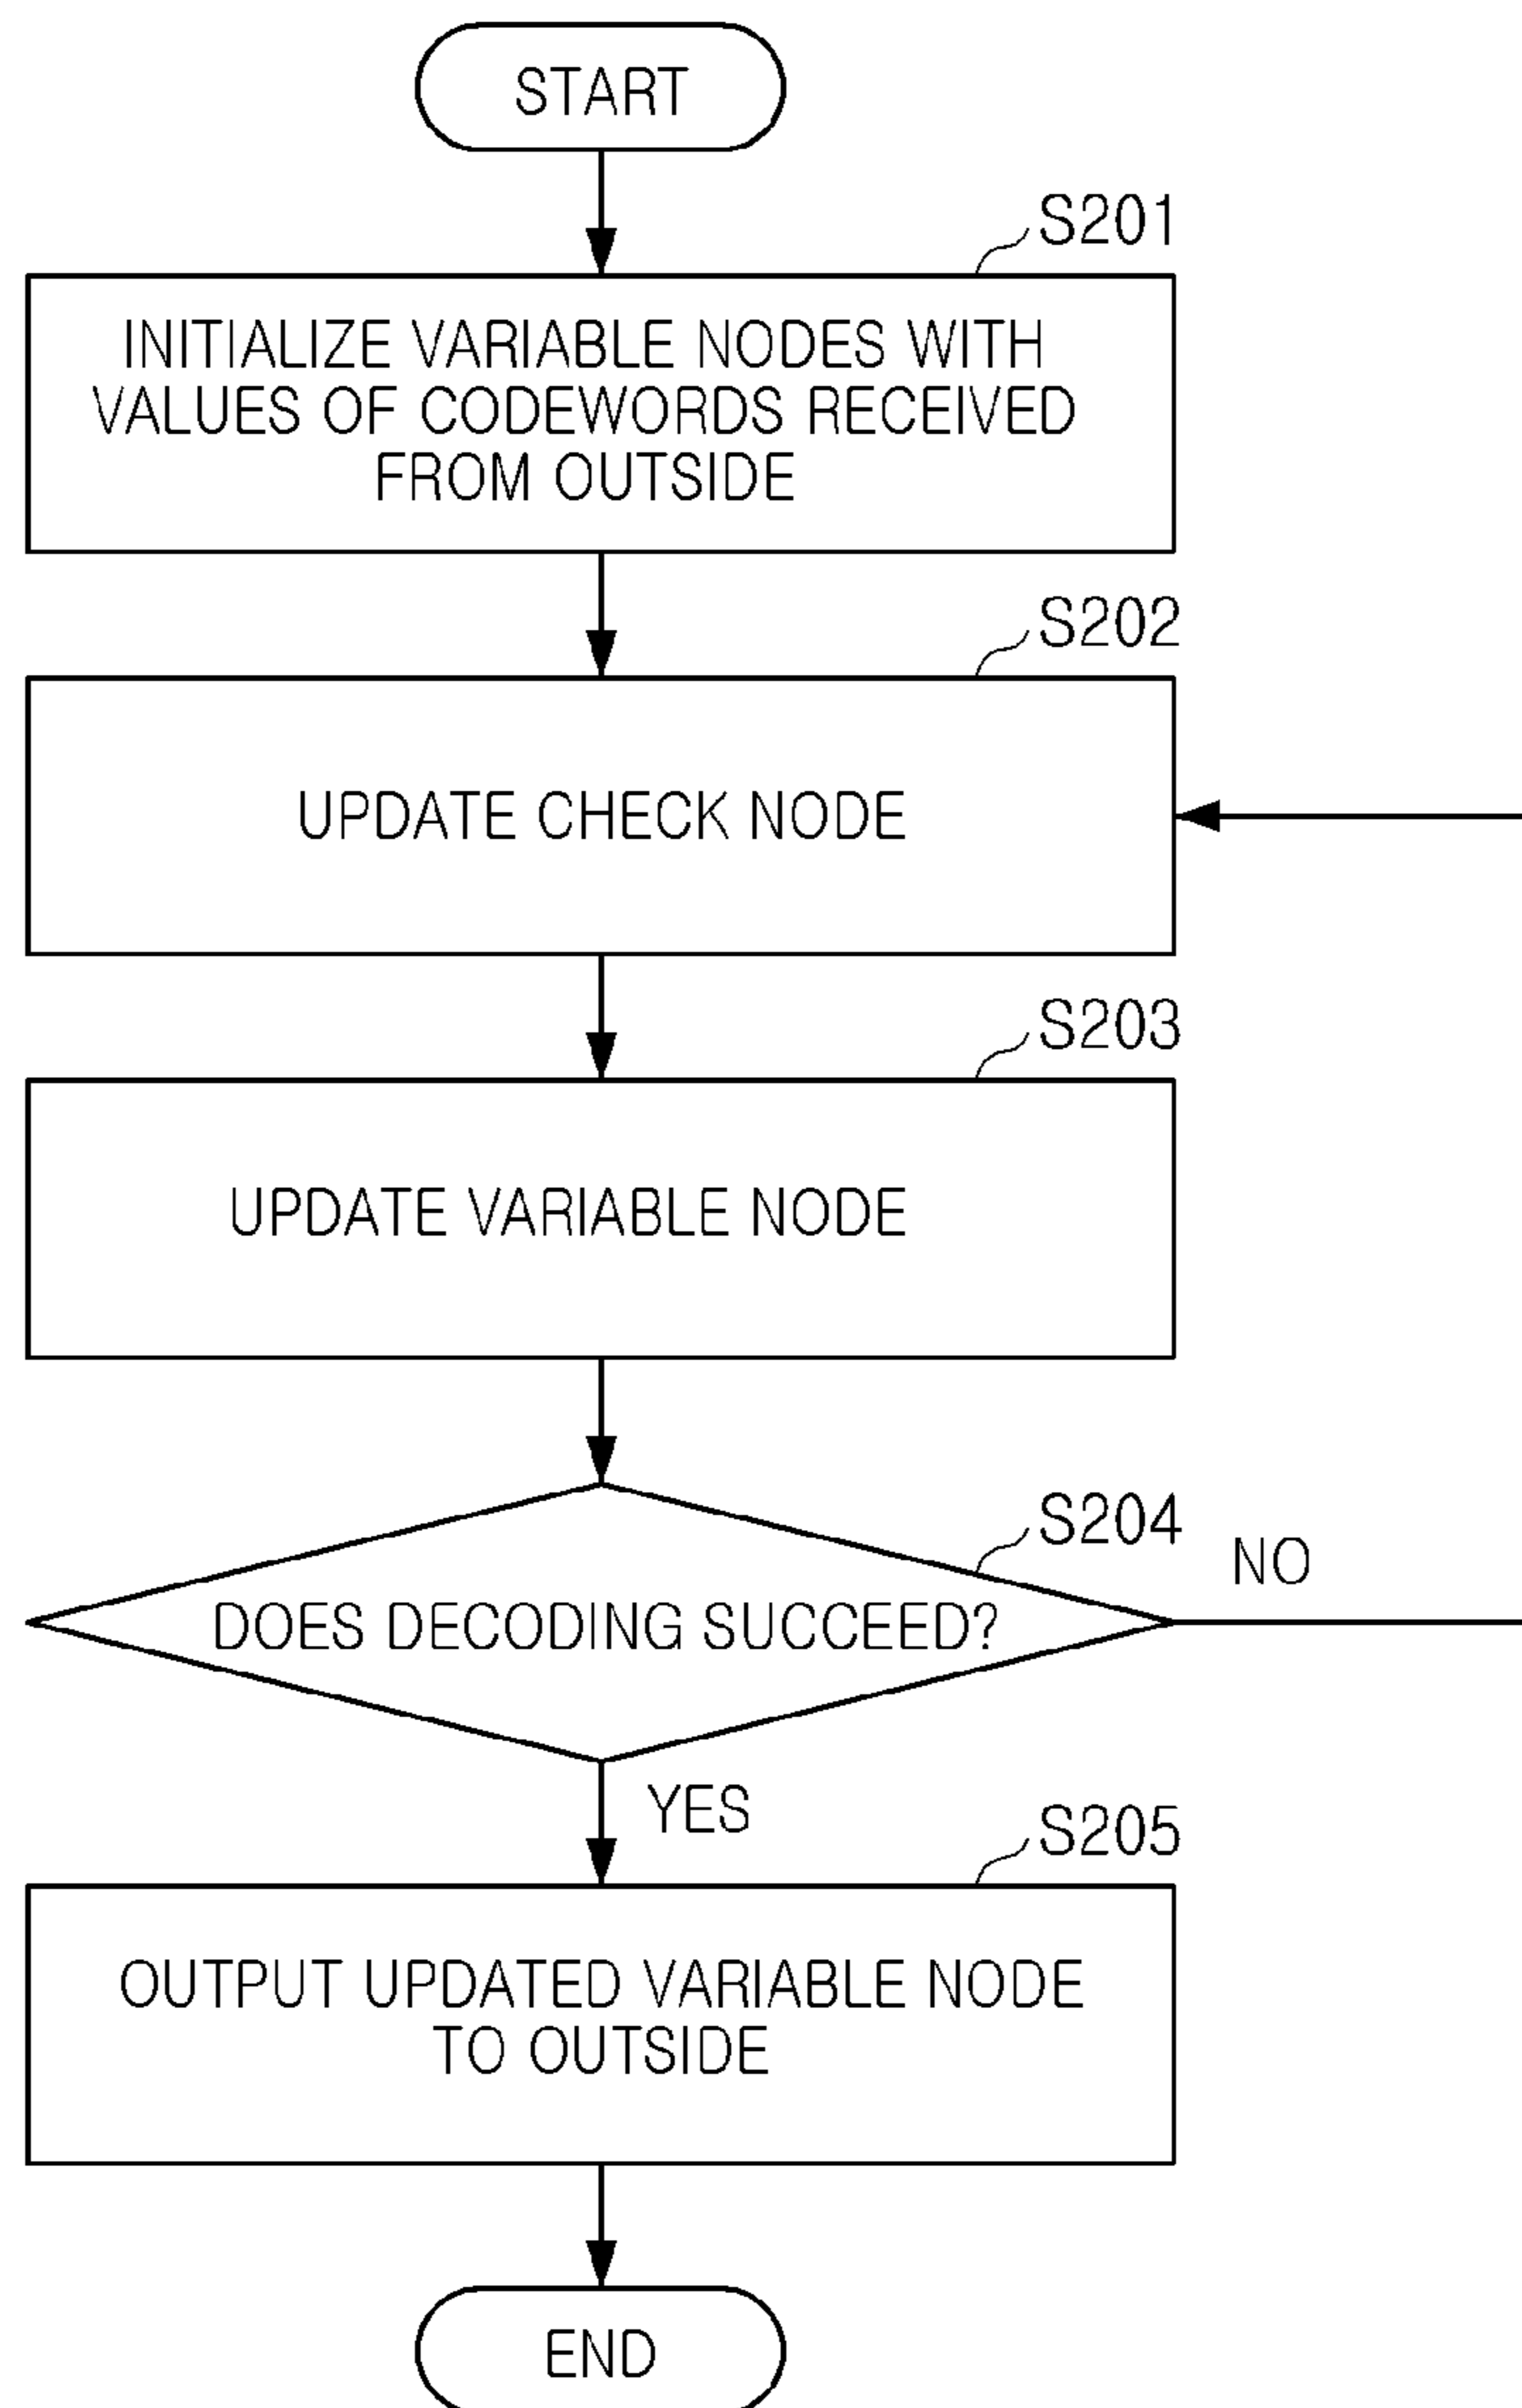 START
S201
INITIALIZE VARIABLE NODES WITH
VALUES OF CODEWORDS RECEIVED
FROM OUTSIDE
S202
UPDATE CHECK NODE
S203
UPDATE VARIABLE NODE
S204
NO
DOES DECODING SUCCEED?
YES
S205
OUTPUT UPDATED VARIABLE NODE
TO OUTSIDE
END